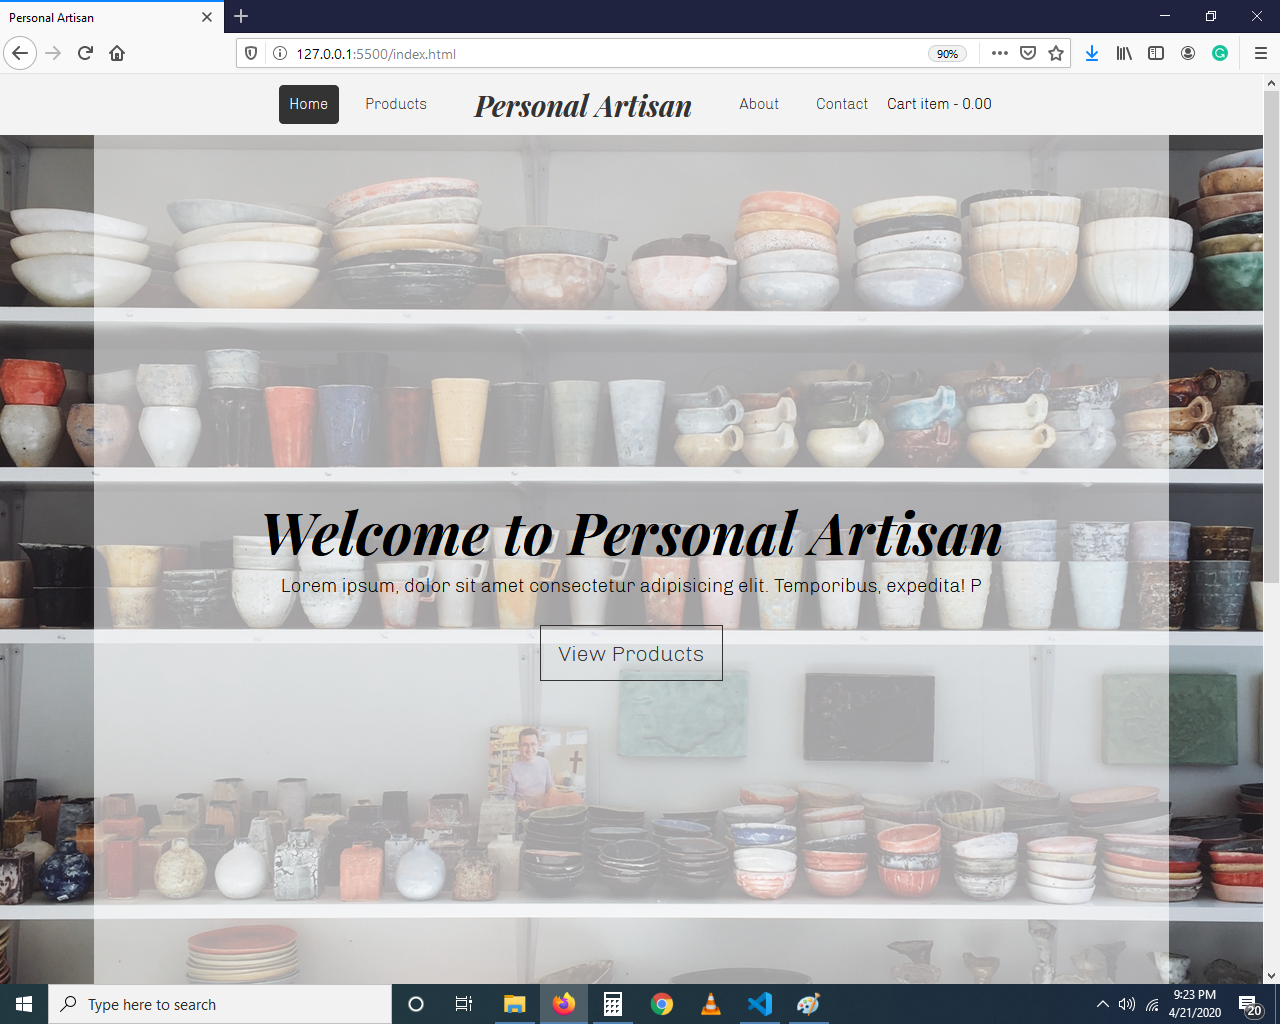 Personal Artisan
127.0.0.1:5500/index.html
90%
Home
Products
Personal Artisan
About
Contact
Cart item - 0.00
Welcome to Personal Artisan
Lorem ipsum, dolor sit amet consectetur adipisicing elit. Temporibus, expedita! P
View Products
Type here to search
9:23 PM
4/21/2020
20